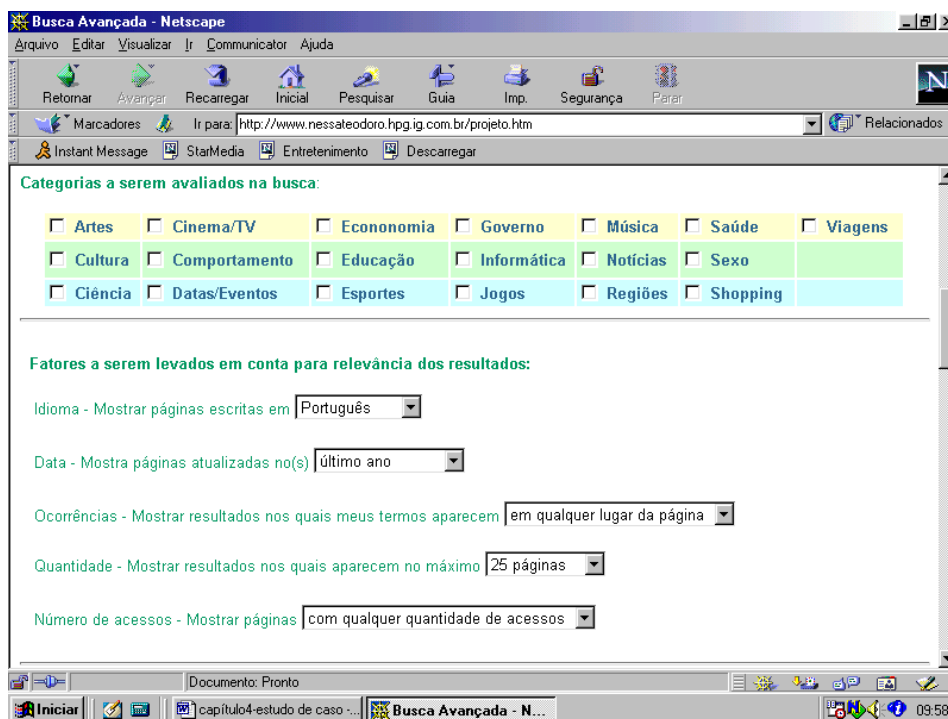 Busca Avançada - Netscape
Arquivo Editar Visualizar Ir Communicator Ajuda
Retornar Avançar Recarregar Inicial Pesquisar Guia Imp. Segurança Parar
Marcadores Ir para: http://www.nessateodoro.hpg.ig.com.br/projeto.htm Relacionados
Instant Message StarMedia Entretenimento Descarregar
Categorias a serem avaliados na busca:
Artes Cinema/TV Econonomia Governo Música Saúde Viagens
Cultura Comportamento Educação Informática Notícias Sexo
Ciência Datas/Eventos Esportes Jogos Regiões Shopping
Fatores a serem levados em conta para relevância dos resultados:
Idioma - Mostrar páginas escritas em Português
Data - Mostra páginas atualizadas no(s) último ano
Ocorrências - Mostrar resultados nos quais meus termos aparecem em qualquer lugar da página
Quantidade - Mostrar resultados nos quais aparecem no máximo 25 páginas
Número de acessos - Mostrar páginas com qualquer quantidade de acessos
Documento: Pronto
Iniciar capítulo4-estudo de caso -... Busca Avançada - N... 09:58